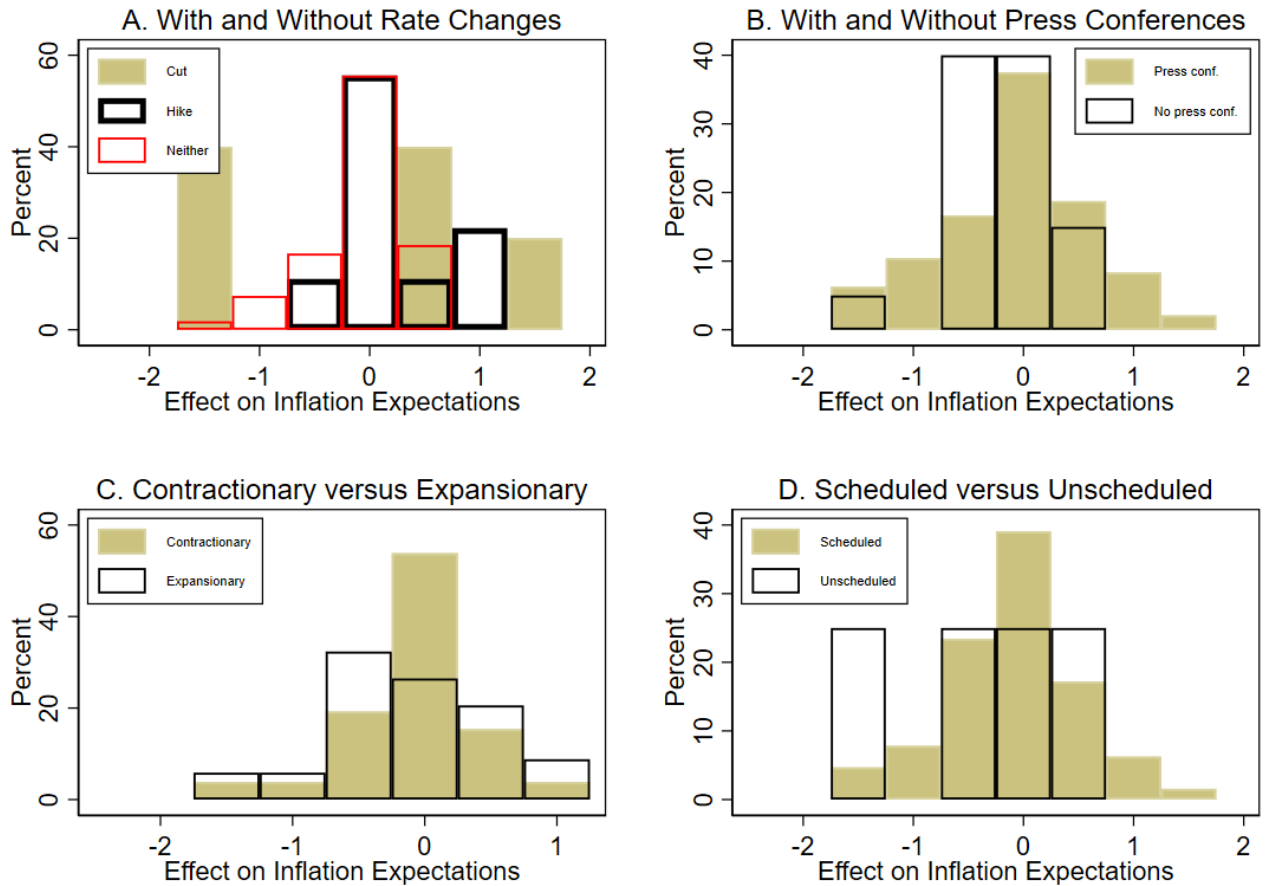 A. With and Without Rate Changes
60
40
20
0
Percent
Cut
Hike
Neither
-2 -1 0 1 2
Effect on Inflation Expectations
B. With and Without Press Conferences
40
30
20
10
0
Percent
Press conf.
No press conf.
-2 -1 0 1 2
Effect on Inflation Expectations
C. Contractionary versus Expansionary
60
40
20
0
Percent
Contractionary
Expansionary
-2 -1 0 1
Effect on Inflation Expectations
D. Scheduled versus Unscheduled
40
30
20
10
0
Percent
Scheduled
Unscheduled
-2 -1 0 1 2
Effect on Inflation Expectations